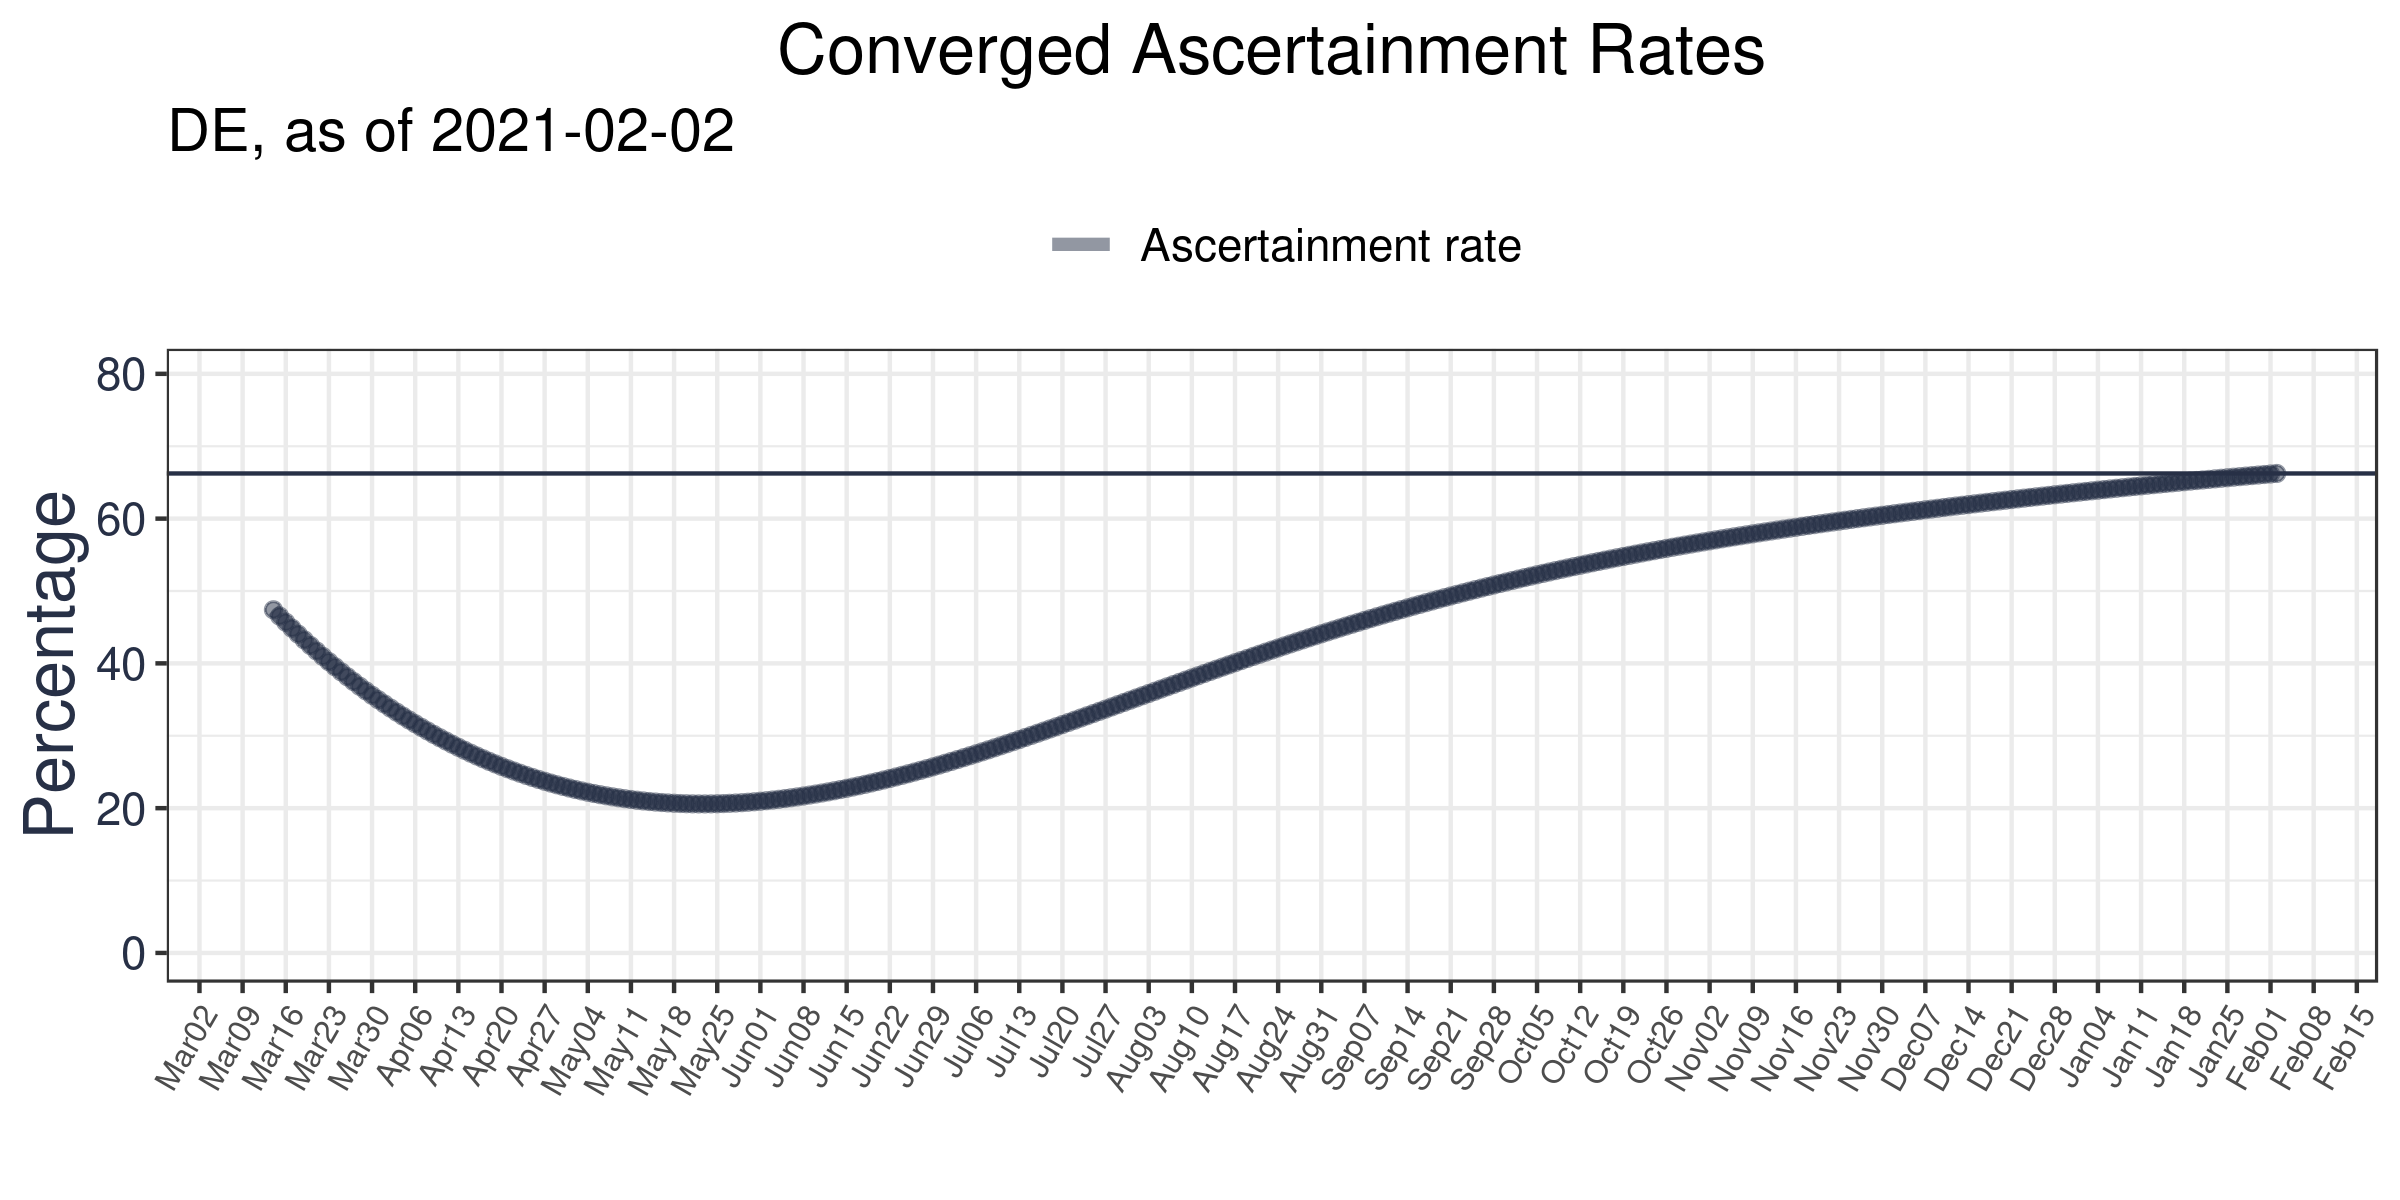 Converged Ascertainment Rates
DE, as of 2021-02-02
Ascertainment rate
Percentage
80
60
40
20
0
Mar02
Mar09
Mar16
Mar23
Mar30
Apr06
Apr13
Apr20
Apr27
May04
May11
May18
May25
Jun01
Jun08
Jun15
Jun22
Jun29
Jul06
Jul13
Jul20
Jul27
Aug03
Aug10
Aug17
Aug24
Aug31
Sep07
Sep14
Sep21
Sep28
Oct05
Oct12
Oct19
Oct26
Nov02
Nov09
Nov16
Nov23
Nov30
Dec07
Dec14
Dec21
Dec28
Jan04
Jan11
Jan18
Jan25
Feb01
Feb08
Feb15